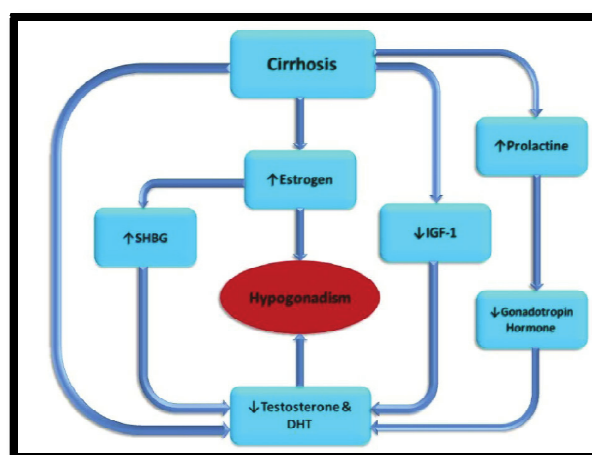 Cirrhosis
↑Prolactine
↑Estrogen
↑SHBG
↓IGF-1
Hypogonadism
↓Gonadotropin
Hormone
↓Testosterone &
DHT